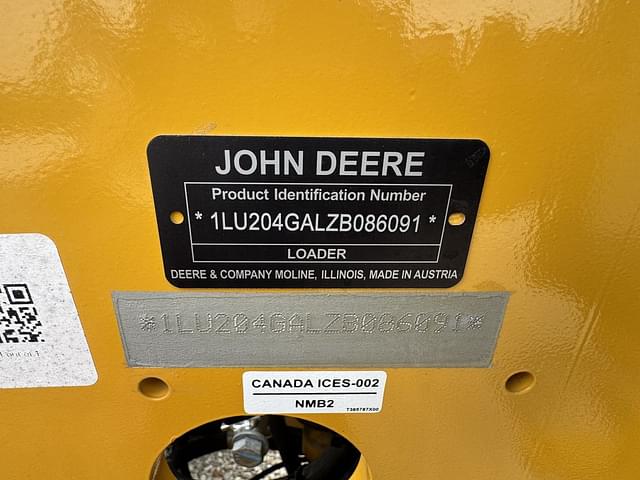 JOHN DEERE
Product Identification Number
* 1LU204GALZB086091 *
LOADER
DEERE & COMPANY MOLINE, ILLINOIS, MADE IN AUSTRIA
*1LU204GALZB086091*
CANADA ICES-002
NMB2
T385787X00